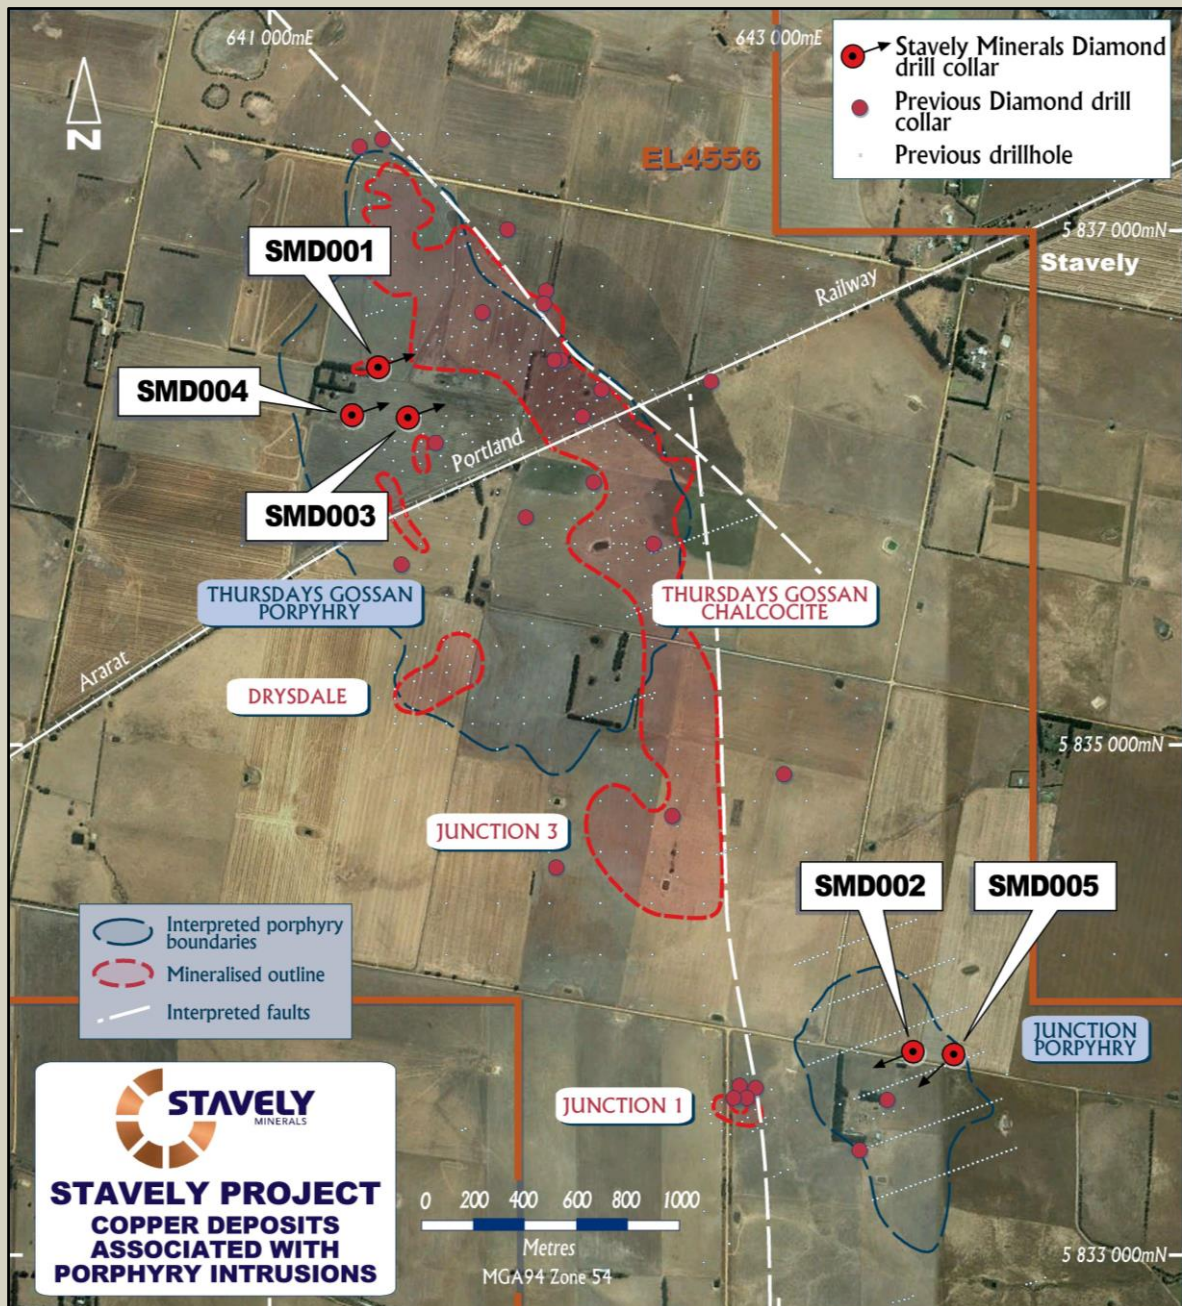 641 000mE
643 000mE
Stavely Minerals Diamond
drill collar
Previous Diamond drill
collar
Previous drillhole
N
EL4556
5 837 000mN
Stavely
SMD001
Railway
SMD004
Portland
SMD003
THURSDAYS GOSSAN
PORPYHRY
THURSDAYS GOSSAN
CHALCOCITE
Ararat
DRYSDALE
5 835 000mN
JUNCTION 3
SMD002
SMD005
Interpreted porphyry
boundaries
Mineralised outline
Interpreted faults
JUNCTION
PORPYHRY
JUNCTION 1
STAVELY
MINERALS
STAVELY PROJECT
COPPER DEPOSITS
ASSOCIATED WITH
PORPHYRY INTRUSIONS
0 200 400 600 800 1000
Metres
MGA94 Zone 54
5 833 000mN